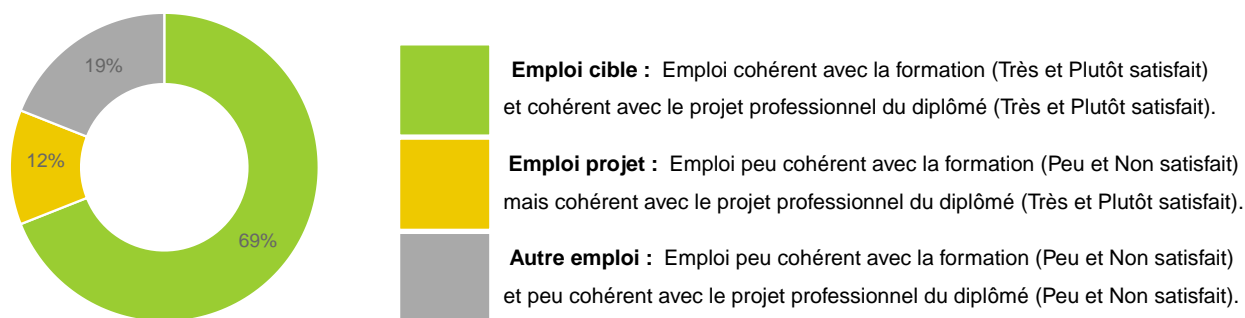 19%
12%
69%
Emploi cible : Emploi cohérent avec la formation (Très et Plutôt satisfait)
et cohérent avec le projet professionnel du diplômé (Très et Plutôt satisfait).
Emploi projet : Emploi peu cohérent avec la formation (Peu et Non satisfait)
mais cohérent avec le projet professionnel du diplômé (Très et Plutôt satisfait).
Autre emploi : Emploi peu cohérent avec la formation (Peu et Non satisfait)
et peu cohérent avec le projet professionnel du diplômé (Peu et Non satisfait).